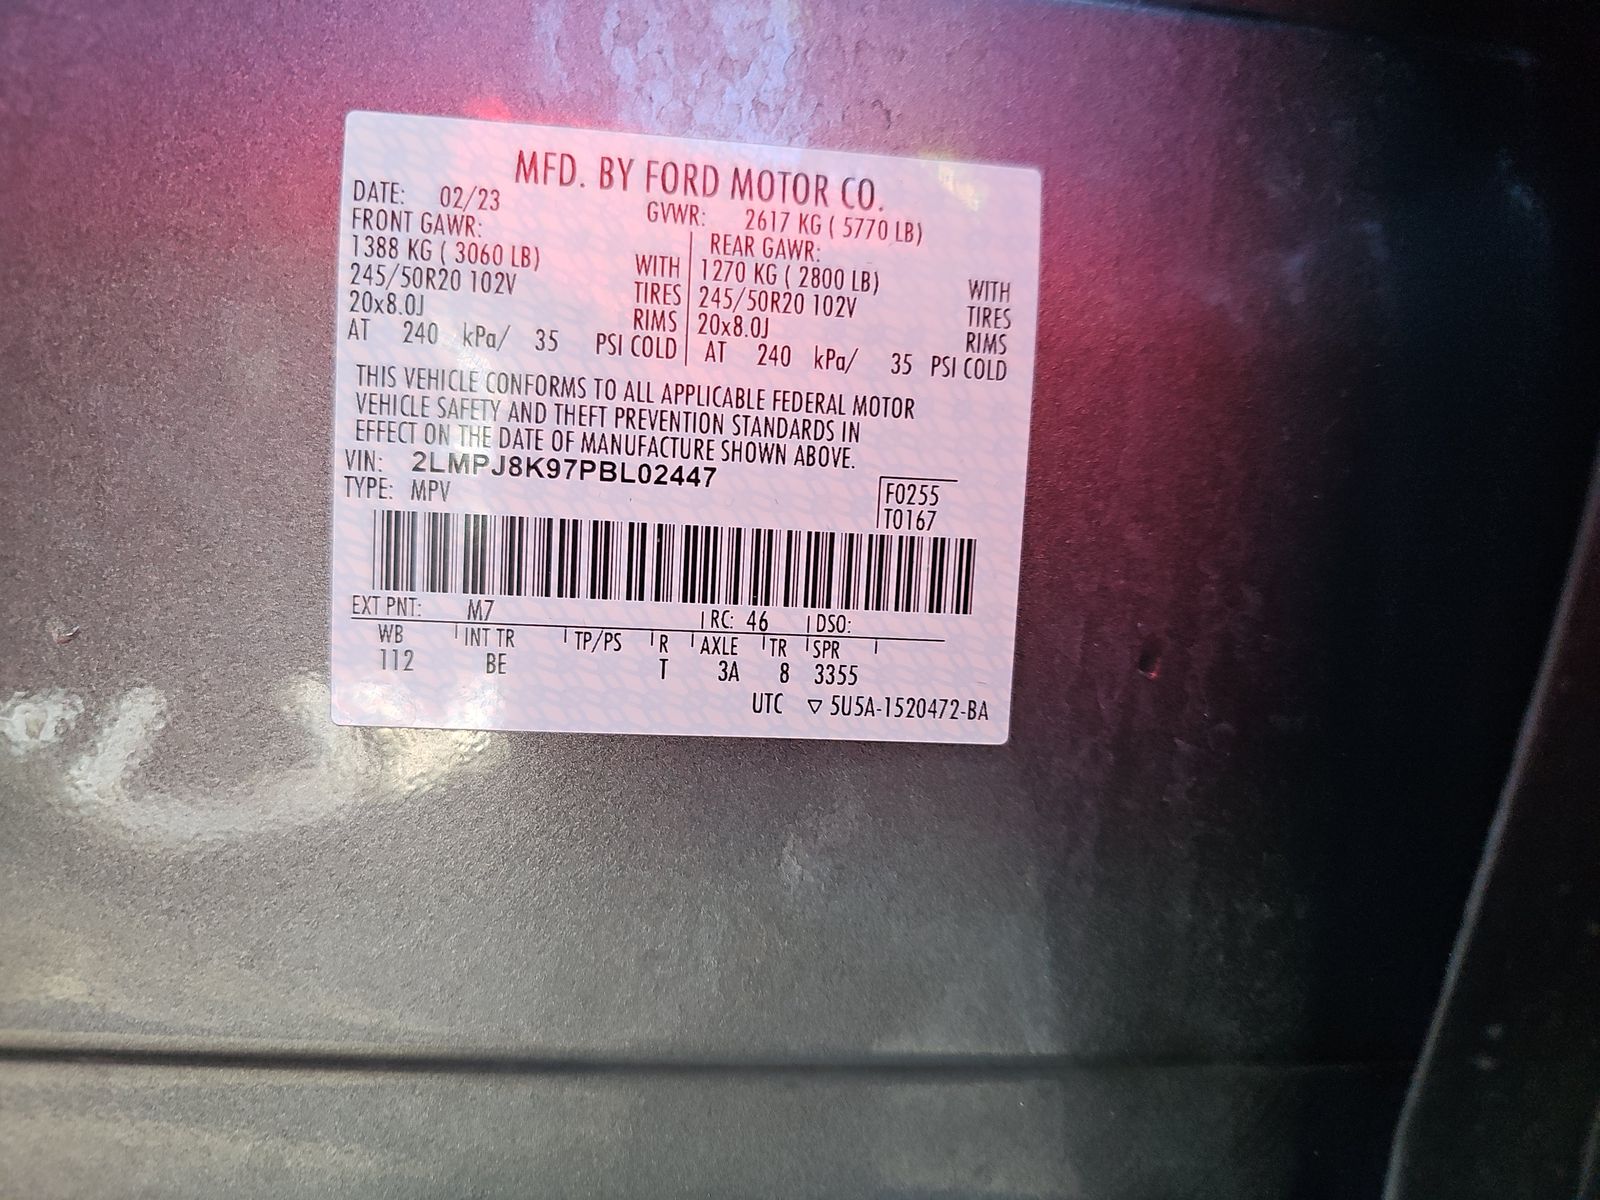 MFD. BY FORD MOTOR CO.
DATE: 02/23 GVWR: 2617 KG ( 5770 LB)
FRONT GAWR: REAR GAWR:
1388 KG ( 3060 LB) WITH 1270 KG ( 2800 LB) WITH
245/50R20 102V TIRES 245/50R20 102V TIRES
20x8.0J RIMS 20x8.0J RIMS
AT 240 kPa/ 35 PSI COLD AT 240 kPa/ 35 PSI COLD
THIS VEHICLE CONFORMS TO ALL APPLICABLE FEDERAL MOTOR
VEHICLE SAFETY AND THEFT PREVENTION STANDARDS IN
EFFECT ON THE DATE OF MANUFACTURE SHOWN ABOVE.
VIN: 2LMPJ8K97PBL02447
TYPE: MPV
F0255
T0167
EXT PNT: M7 RC: 46 DSO:
WB INT TR TP/PS R AXLE TR SPR
112 BE T 3A 8 3355
UTC ▽ 5U5A-1520472-BA